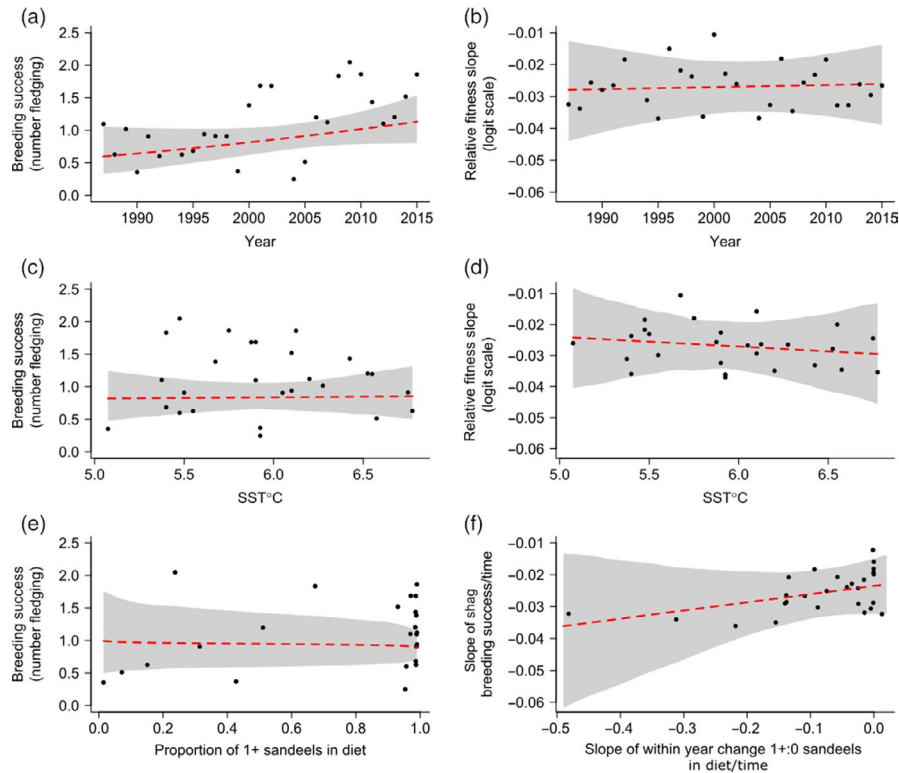 (a)
Breeding success
(number fledging)
2.5
2.0
1.5
1.0
0.5
0.0
1990 1995 2000 2005 2010 2015
Year
(b)
Relative fitness slope
(logit scale)
−0.01
−0.02
−0.03
−0.04
−0.05
−0.06
1990 1995 2000 2005 2010 2015
Year
(c)
Breeding success
(number fledging)
2.5
2.0
1.5
1.0
0.5
0.0
5.0 5.5 6.0 6.5
SST°C
(d)
Relative fitness slope
(logit scale)
−0.01
−0.02
−0.03
−0.04
−0.05
−0.06
5.0 5.5 6.0 6.5
SST°C
(e)
Breeding success
(number fledging)
2.5
2.0
1.5
1.0
0.5
0.0
0.0 0.2 0.4 0.6 0.8 1.0
Proportion of 1+ sandeels in diet
(f)
Slope of shag
breeding success/time
−0.01
−0.02
−0.03
−0.04
−0.05
−0.06
−0.5 −0.4 −0.3 −0.2 −0.1 0.0
Slope of within year change 1+:0 sandeels
in diet/time